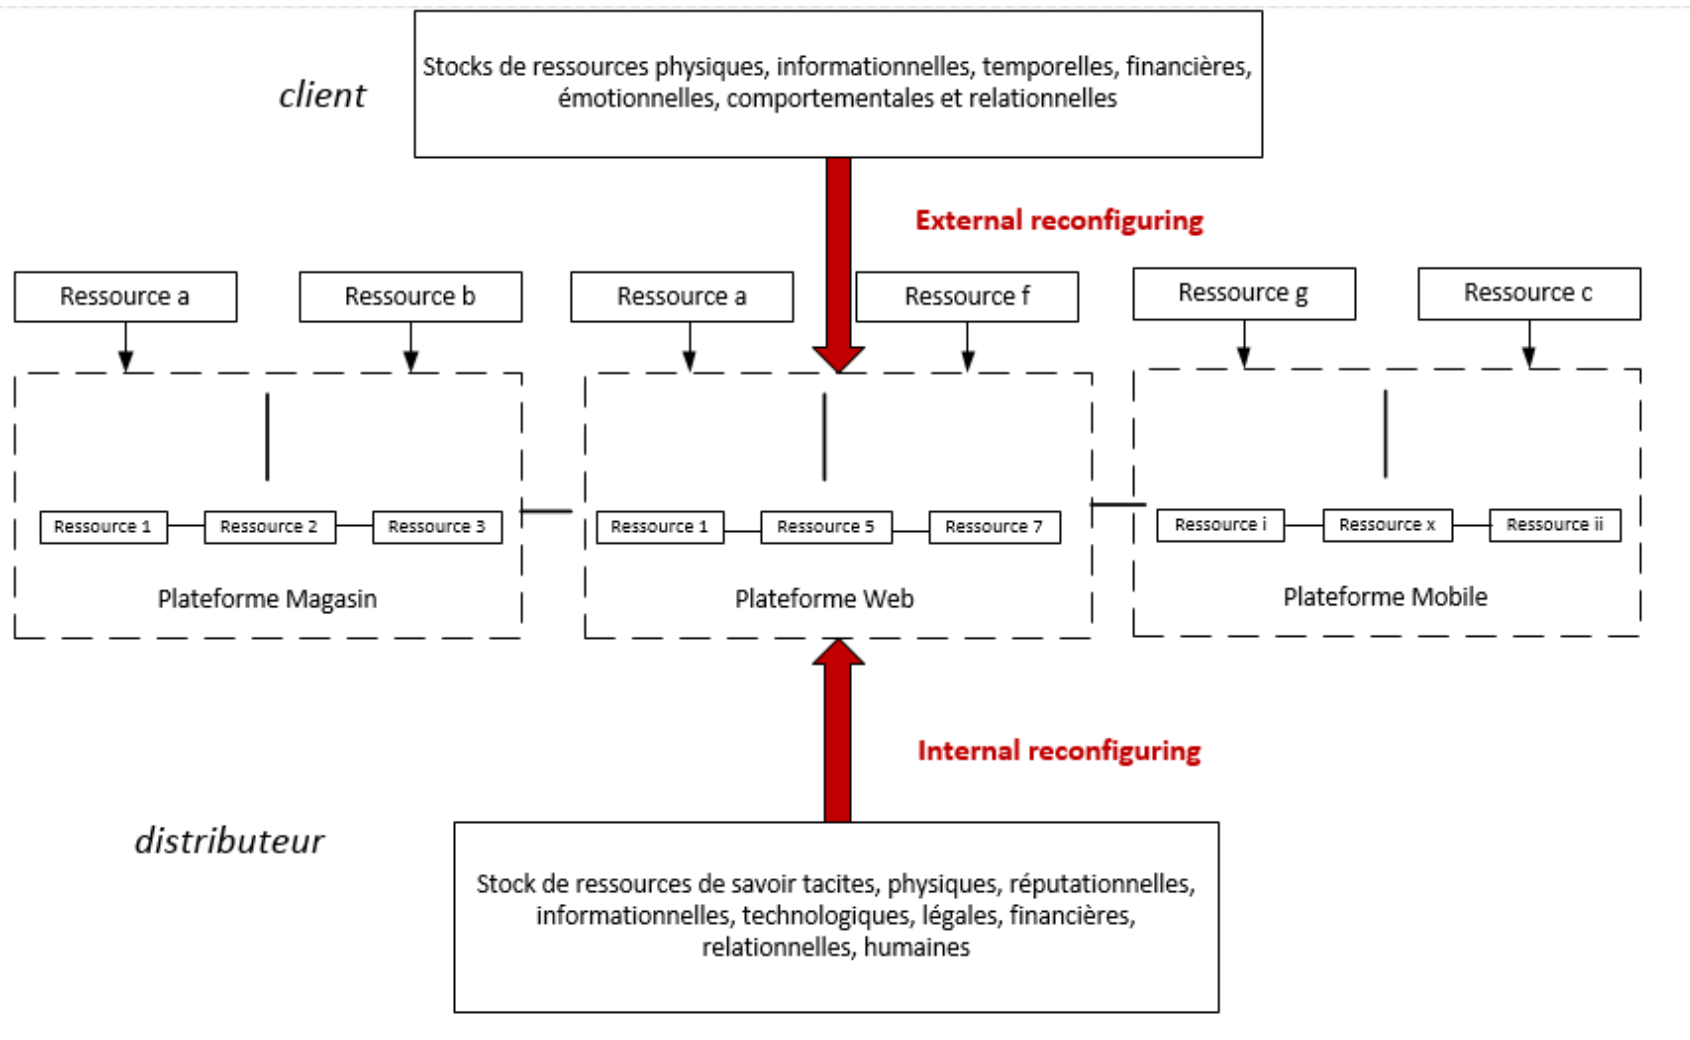 Stocks de ressources physiques, informationnelles, temporelles, financières,
émotionnelles, comportementales et relationnelles
client
External reconfiguring
Ressource a
Ressource b
Ressource a
Ressource f
Ressource g
Ressource c
Ressource 1
Ressource 2
Ressource 3
Plateforme Magasin
Ressource 1
Ressource 5
Ressource 7
Plateforme Web
Ressource i
Ressource x
Ressource ii
Plateforme Mobile
Internal reconfiguring
distributeur
Stock de ressources de savoir tacites, physiques, réputationnelles,
informationnelles, technologiques, légales, financières,
relationnelles, humaines